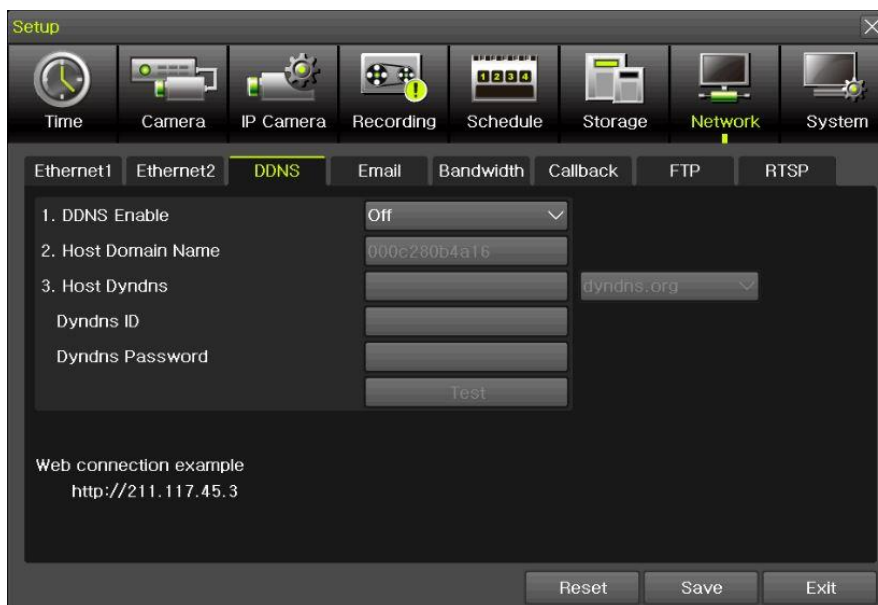 Setup
Time Camera IP Camera Recording Schedule Storage Network System
Ethernet1 Ethernet2 DDNS Email Bandwidth Callback FTP RTSP
1. DDNS Enable Off
2. Host Domain Name 000c280b4a16
3. Host Dyndns dyndns.org
Dyndns ID
Dyndns Password
Test
Web connection example
http://211.117.45.3
Reset Save Exit